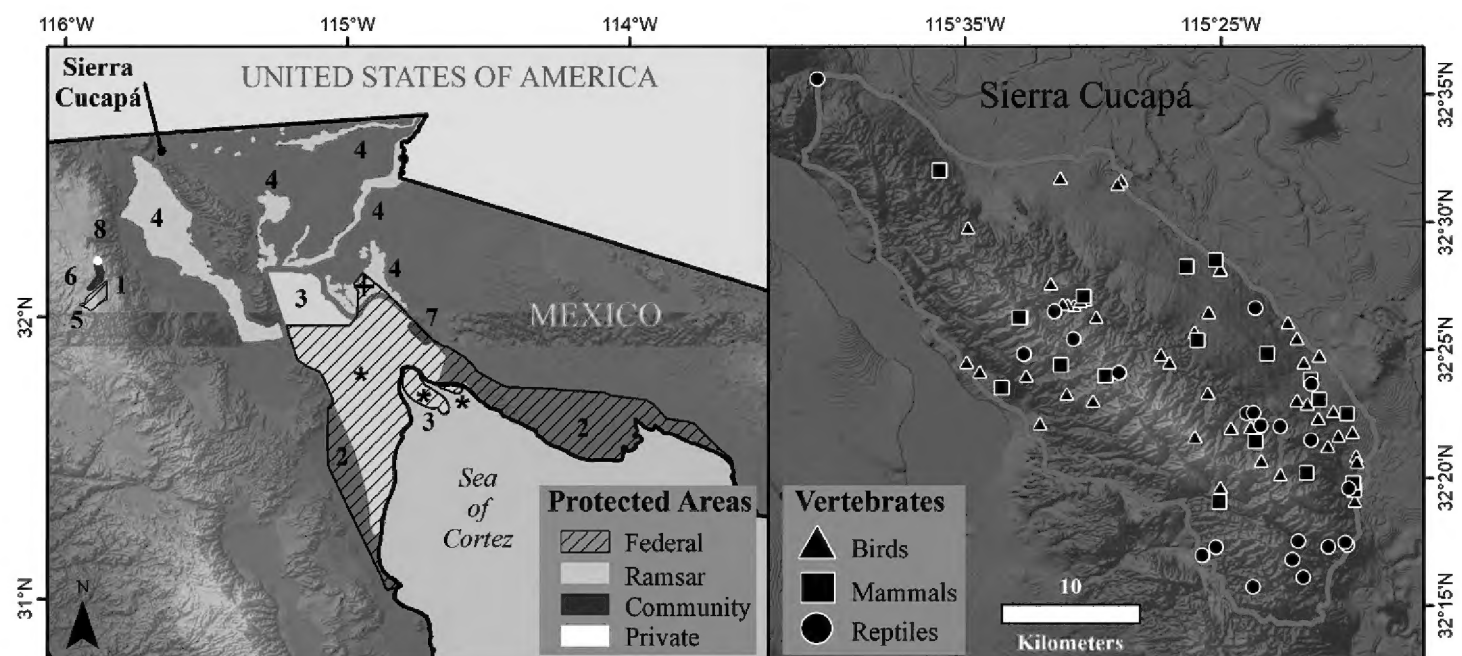 116°W
115°W
114°W
115°35'W
115°25'W
Sierra
Cucapá
UNITED STATES OF AMERICA
Sierra Cucapá
4
4
4
4
8
6
1
5
3
4
+
7
MEXICO
*
*
*
3
2
2
Sea
of
Cortez
N
32°N
31°N
Protected Areas
Federal
Ramsar
Community
Private
Vertebrates
Birds
Mammals
Reptiles
10
Kilometers
32°35'N
32°30'N
32°25'N
32°20'N
32°15'N